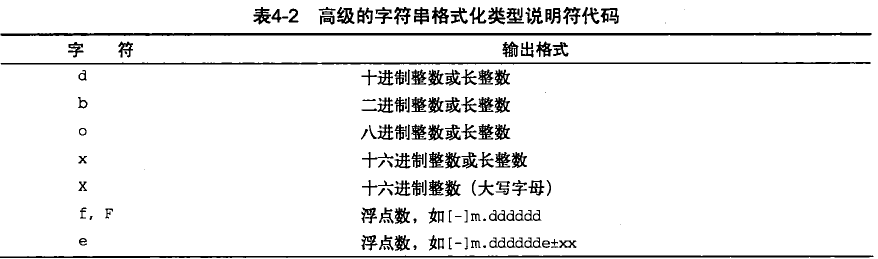 表4-2 高级的字符串格式化类型说明符代码
字 符 输出格式
d 十进制整数或长整数
b 二进制整数或长整数
o 八进制整数或长整数
x 十六进制整数或长整数
X 十六进制整数（大写字母）
f, F 浮点数，如[-]m.dddddd
e 浮点数，如[-]m.dddddde±xx